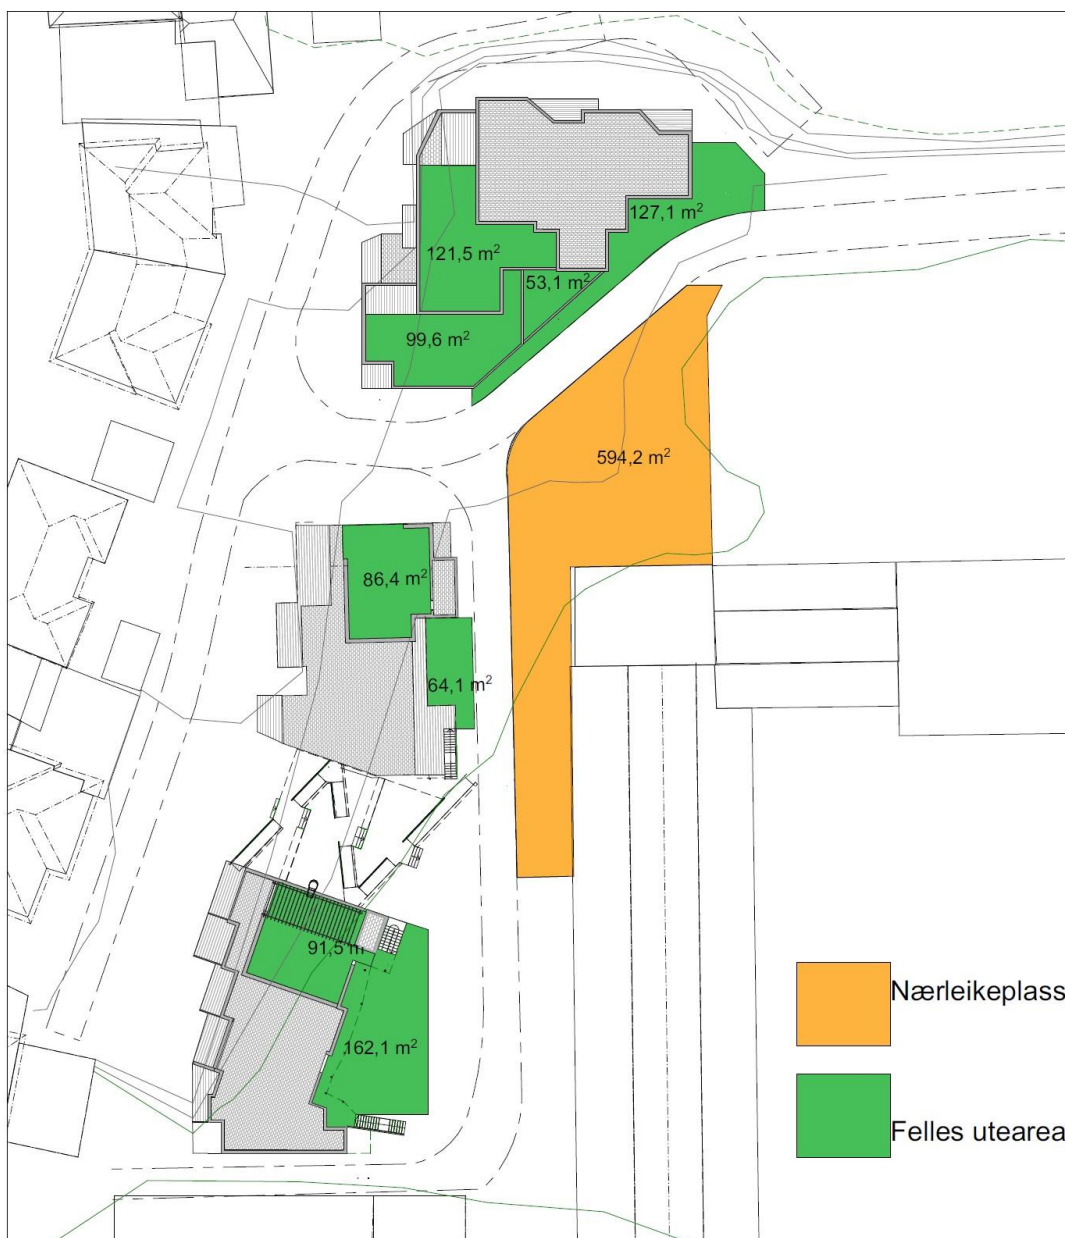 127,1 m²
121,5 m²
53,1 m²
99,6 m²
594,2 m²
86,4 m²
64,1 m²
91,5 m
162,1 m²
Nærleikeplass
Felles utearea